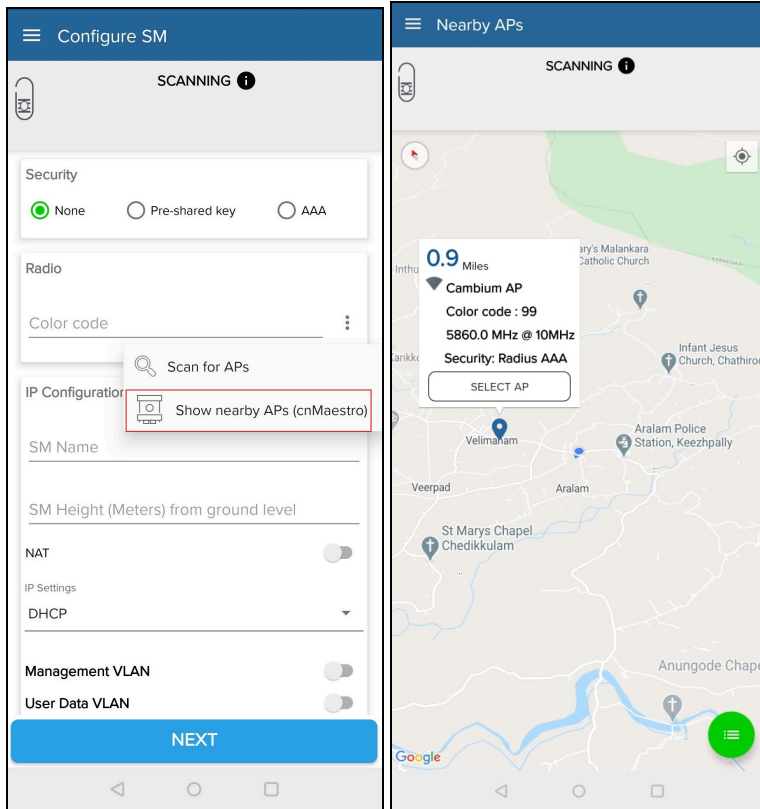 Configure SM
SCANNING
Security
None
Pre-shared key
AAA
Radio
Color code
Scan for APs
Show nearby APs (cnMaestro)
IP Configuration
SM Name
SM Height (Meters) from ground level
NAT
IP Settings
DHCP
Management VLAN
User Data VLAN
NEXT
Nearby APs
SCANNING
0.9 Miles
Cambium AP
Color code : 99
5860.0 MHz @ 10MHz
Security: Radius AAA
SELECT AP
ary's Malankara
Catholic Church
Infant Jesus
Church, Chathiro
Aralam Police
Station, Keezhpally
Velimanam
Veerpad
Aralam
St Marys Chapel
Chedikkulam
Anungode Chape
Google